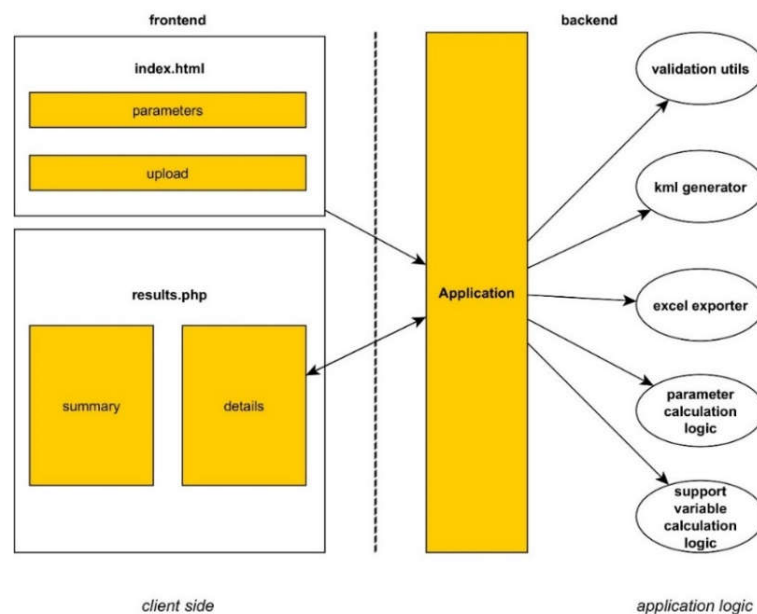 frontend
backend
index.html
parameters
upload
results.php
summary
details
Application
validation utils
kml generator
excel exporter
parameter
calculation
logic
support
variable
calculation
logic
client side
application logic